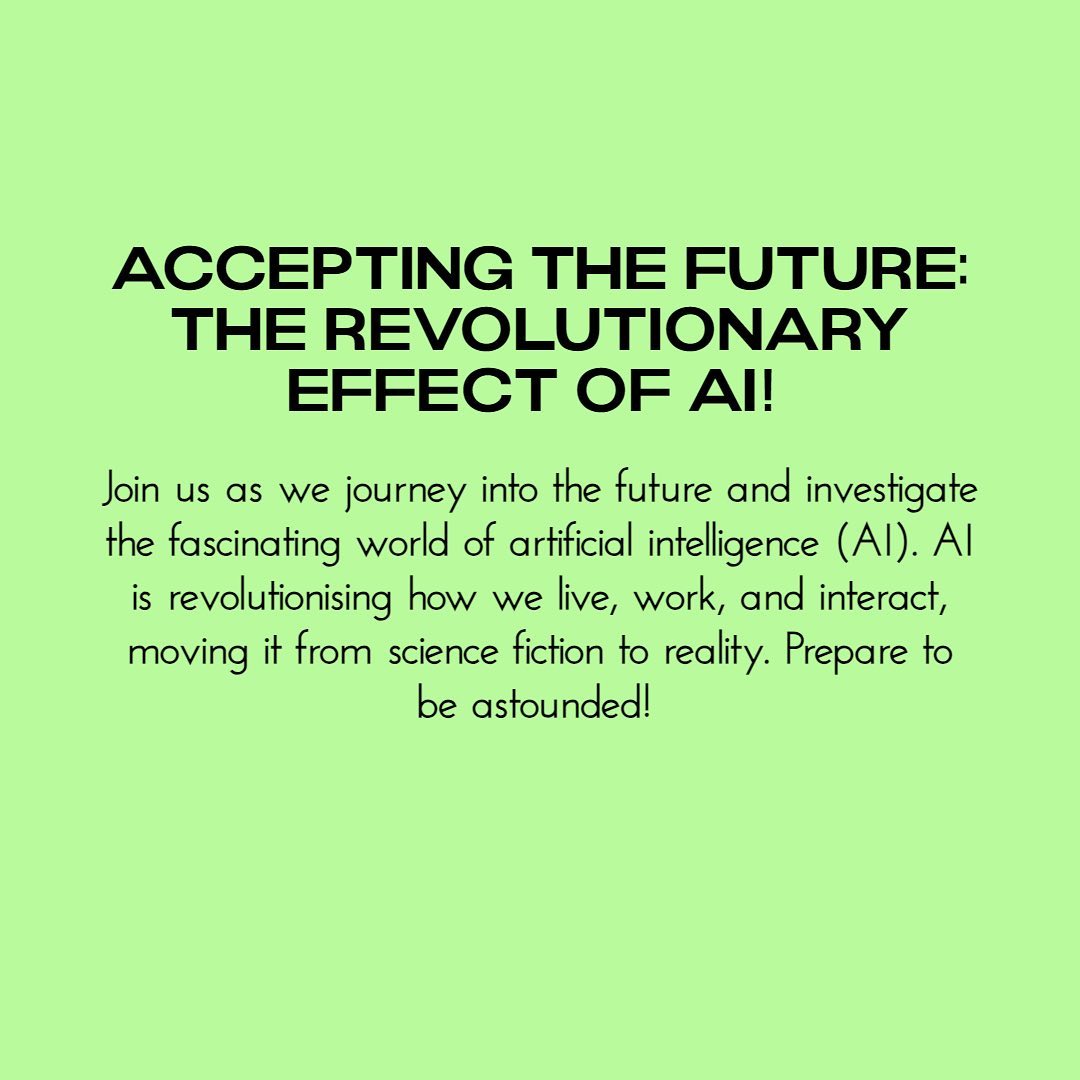 ACCEPTING THE FUTURE:
THE REVOLUTIONARY
EFFECT OF AI!
Join us as we journey into the future and investigate
the fascinating world of artificial intelligence (AI). AI
is revolutionising how we live, work, and interact,
moving it from science fiction to reality. Prepare to
be astounded!